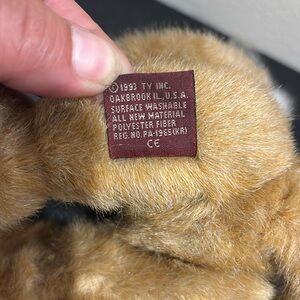 © 1993 TY INC.
OAKBROOK IL, U.S.A.
SURFACE WASHABLE
ALL NEW MATERIAL
POLYESTER FIBER
REG. NO. PA-1965(KR)
CE